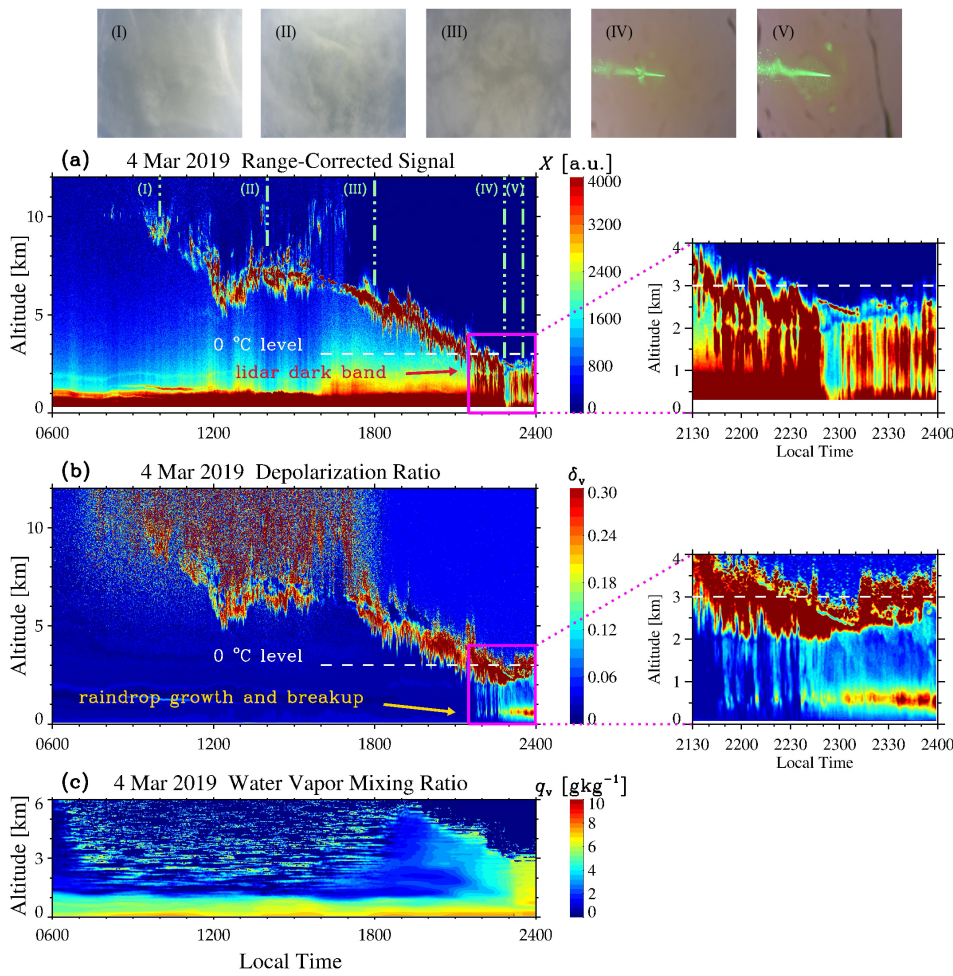 (I) (II) (III) (IV) (V)
(a) 4 Mar 2019 Range-Corrected Signal X [a.u.]
(I) (II) (III) (IV) (V)
0 °C level
lidar dark band
Altitude [km]
10
5
0
0600 1200 1800 2400
4000
3200
2400
1600
800
0
Altitude [km]
4
3
2
1
0
2130 2200 2230 2300 2330 2400
Local Time
(b) 4 Mar 2019 Depolarization Ratio δv
0 °C level
raindrop growth and breakup
Altitude [km]
10
5
0
0600 1200 1800 2400
0.30
0.24
0.18
0.12
0.06
0
Altitude [km]
4
3
2
1
0
2130 2200 2230 2300 2330 2400
Local Time
(c) 4 Mar 2019 Water Vapor Mixing Ratio qv [gkg⁻¹]
Altitude [km]
6
3
0
0600 1200 1800 2400
Local Time
10
8
6
4
2
0